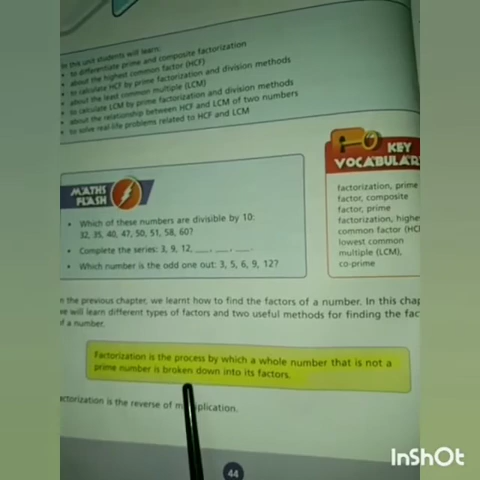 In this unit students will learn:
• to differentiate prime and composite factorization
• about the highest common factor (HCF)
• to calculate HCF by prime factorization and division methods
• about the least common multiple (LCM)
• to calculate LCM by prime factorization and division methods
• about the relationship between HCF and LCM of two numbers
• to solve real-life problems related to HCF and LCM
MATHS
FLASH
• Which of these numbers are divisible by 10:
32, 35, 40, 47, 50, 51, 58, 60?
• Complete the series: 3, 9, 12, ___, ___, ___.
• Which number is the odd one out: 3, 5, 6, 9, 12?
KEY
VOCABULAR
factorization, prime
factor, composite
factor, prime
factorization, highe
common factor (HC
lowest common
multiple (LCM),
co-prime
n the previous chapter, we learnt how to find the factors of a number. In this chap
we will learn different types of factors and two useful methods for finding the fac
of a number.
Factorization is the process by which a whole number that is not a
prime number is broken down into its factors.
actorization is the reverse of m iplication.
44
InShOt